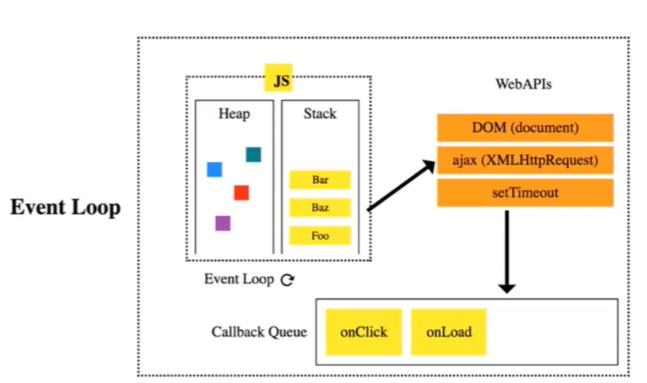 JS
WebAPIs
Heap
Stack
DOM (document)
ajax (XMLHttpRequest)
setTimeout
Bar
Baz
Foo
Event Loop
Event Loop
Callback Queue
onClick
onLoad